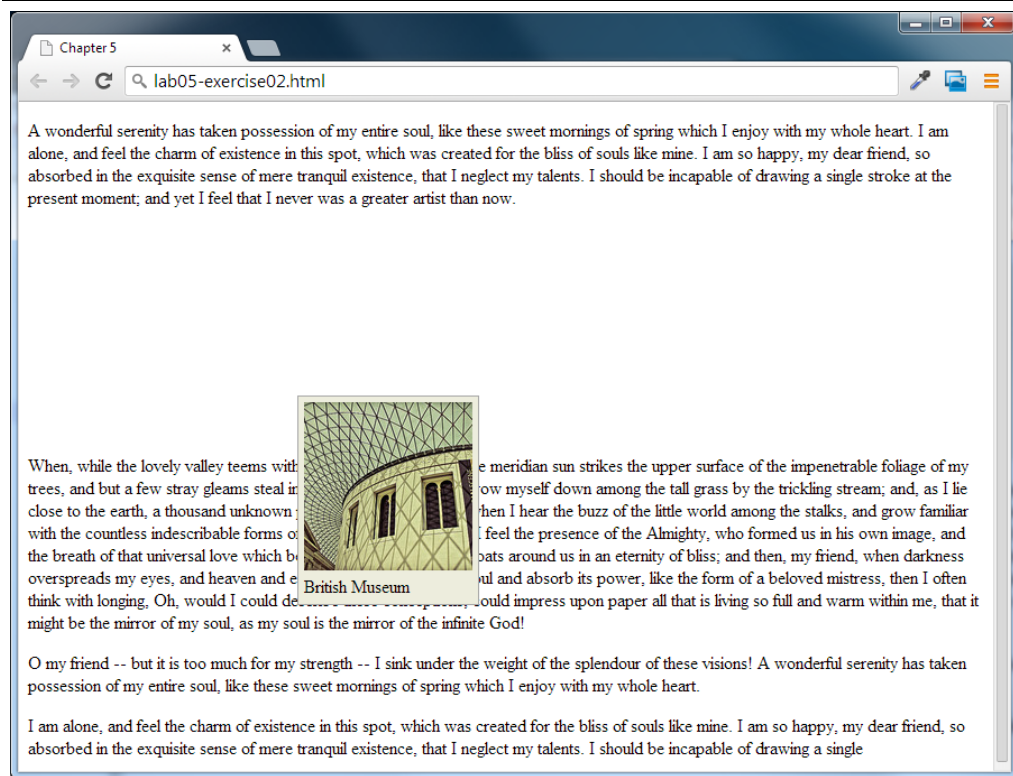 Chapter 5
lab05-exercise02.html
A wonderful serenity has taken possession of my entire soul, like these sweet mornings of spring which I enjoy with my whole heart. I am
alone, and feel the charm of existence in this spot, which was created for the bliss of souls like mine. I am so happy, my dear friend, so
absorbed in the exquisite sense of mere tranquil existence, that I neglect my talents. I should be incapable of drawing a single stroke at the
present moment; and yet I feel that I never was a greater artist than now.
When, while the lovely valley teems with e meridian sun strikes the upper surface of the impenetrable foliage of my
trees, and but a few stray gleams steal in row myself down among the tall grass by the trickling stream; and, as I lie
close to the earth, a thousand unknown when I hear the buzz of the little world among the stalks, and grow familiar
with the countless indescribable forms o I feel the presence of the Almighty, who formed us in his own image, and
the breath of that universal love which b oats around us in an eternity of bliss; and then, my friend, when darkness
overspreads my eyes, and heaven and e ul and absorb its power, like the form of a beloved mistress, then I often
British Museum
think with longing, Oh, would I could could impress upon paper all that is living so full and warm within me, that it
might be the mirror of my soul, as my soul is the mirror of the infinite God!
O my friend -- but it is too much for my strength -- I sink under the weight of the splendour of these visions! A wonderful serenity has taken
possession of my entire soul, like these sweet mornings of spring which I enjoy with my whole heart.
I am alone, and feel the charm of existence in this spot, which was created for the bliss of souls like mine. I am so happy, my dear friend, so
absorbed in the exquisite sense of mere tranquil existence, that I neglect my talents. I should be incapable of drawing a single